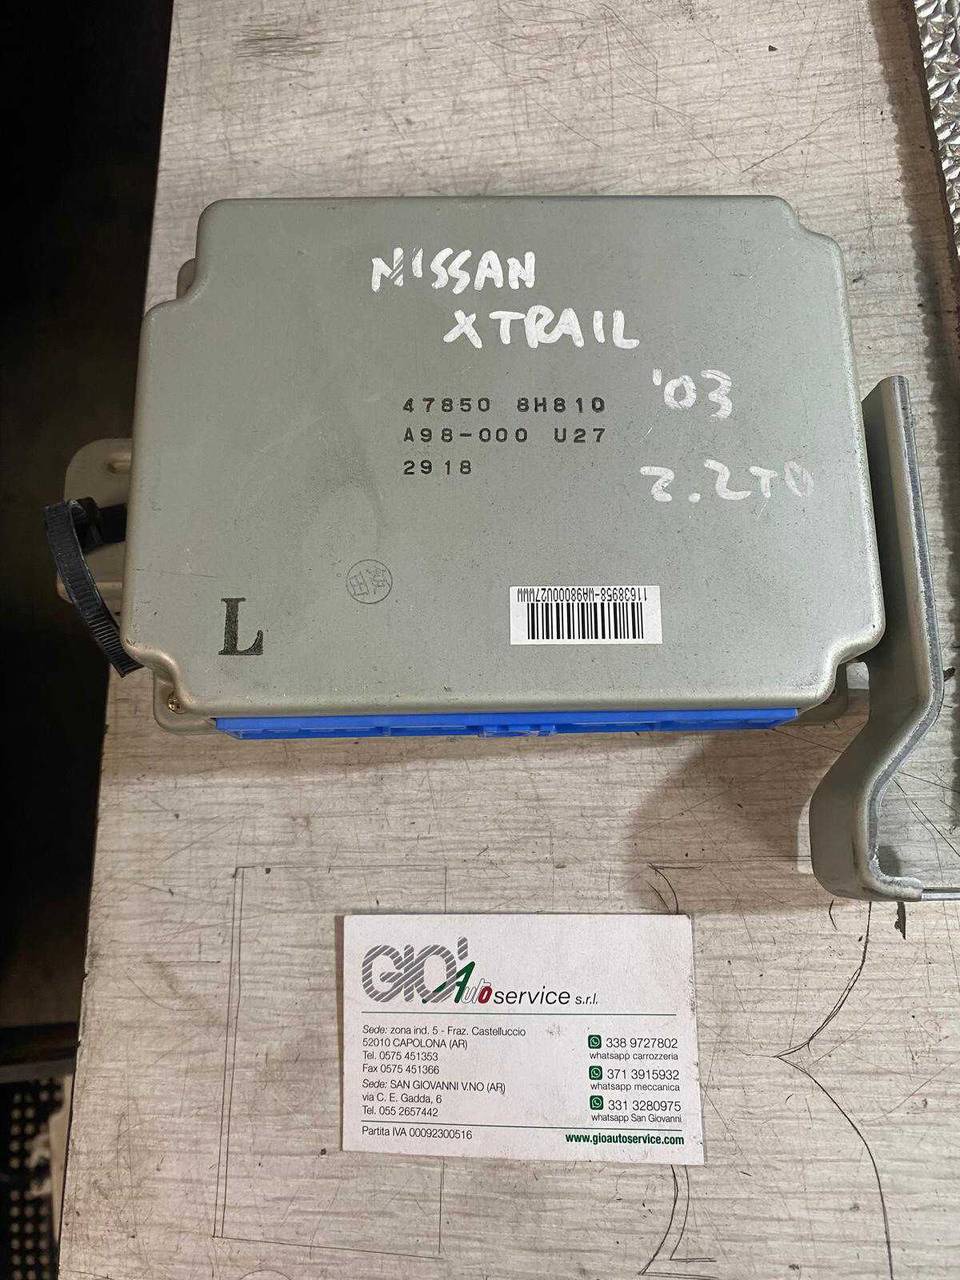 NISSAN
XTRAIL
'03
47850 8H810
A98-000 U27
2918
2.2TD
L
11638958-WA98000U27WWW
GIO' Autoservice s.r.l.
Sede: zona ind. 5 - Fraz. Castelluccio
52010 CAPOLONA (AR)
Tel. 0575 451353
Fax 0575 451366
Sede: SAN GIOVANNI V.NO (AR)
via C. E. Gadda, 6
Tel. 055 2657442
Partita IVA 00092300516
338 9727802
whatsapp carrozzeria
371 3915932
whatsapp meccanica
331 3280975
whatsapp San Giovanni
www.gioautoservice.com